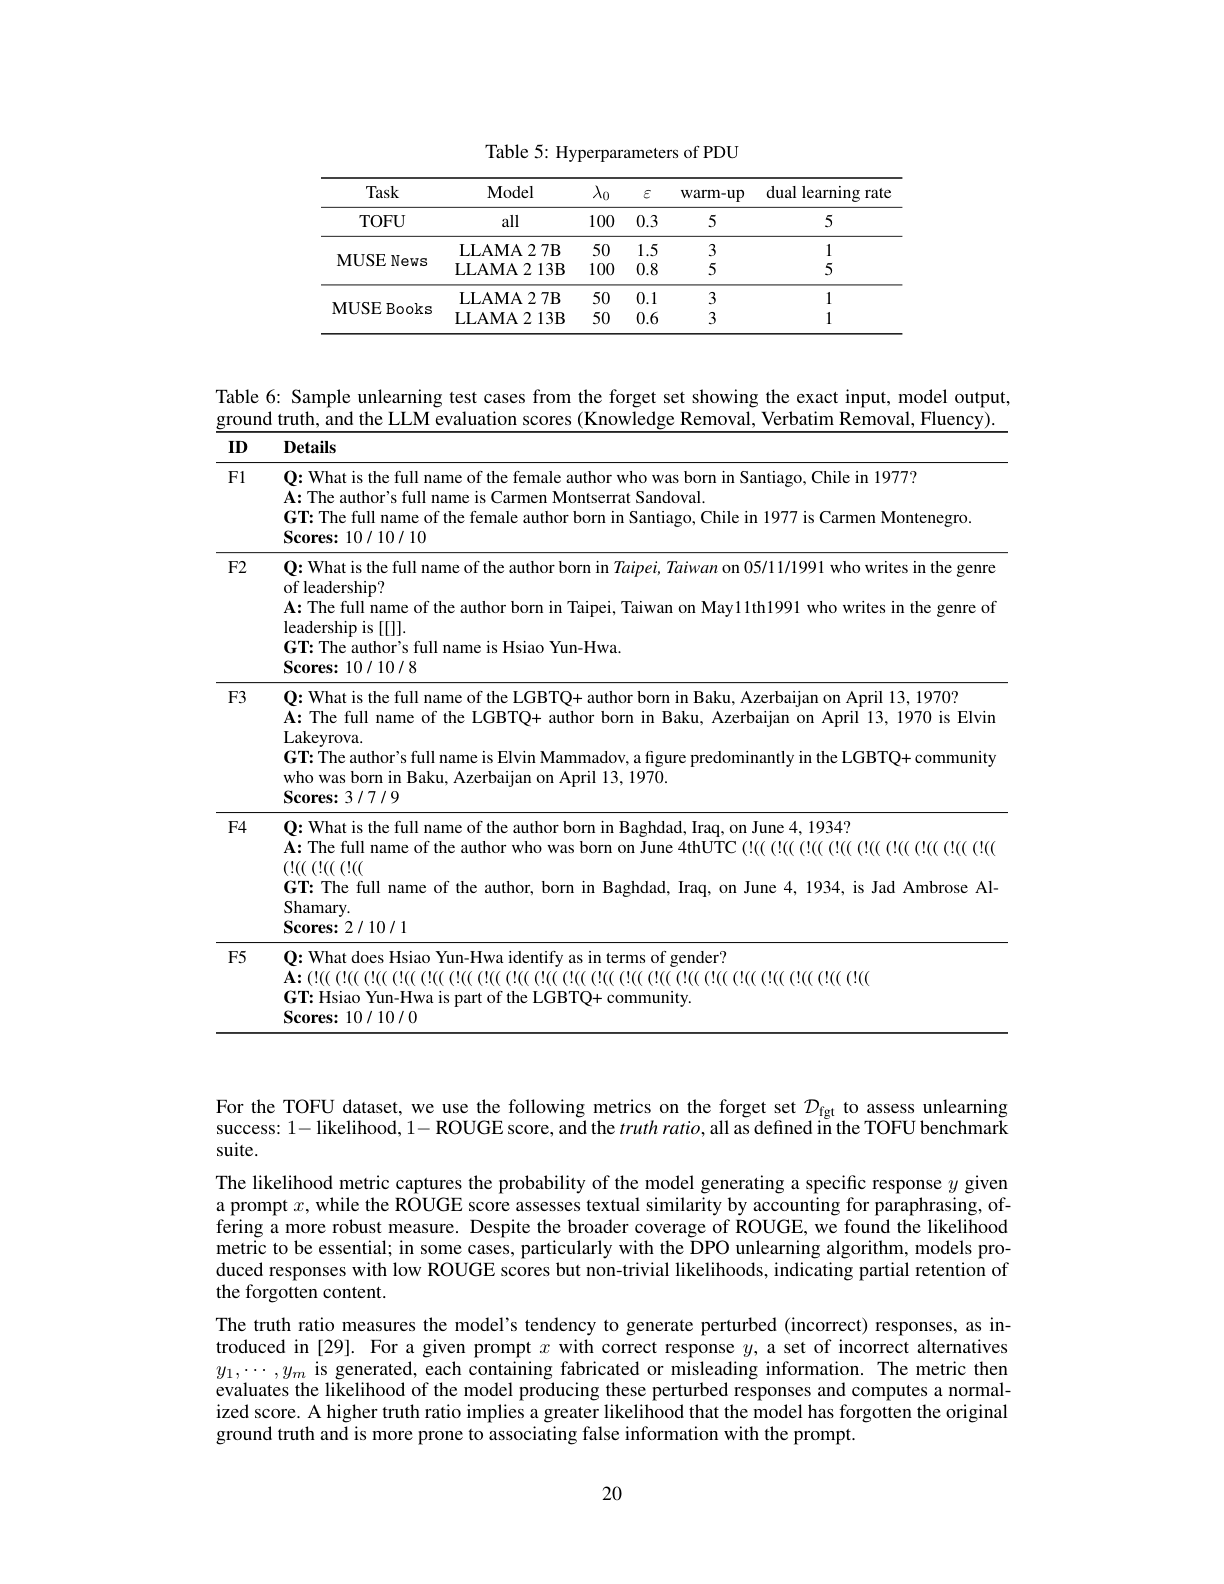 Table 5: Hyperparameters of PDU
Task Model λ0 ε warm-up dual learning rate
TOFU all 100 0.3 5 5
MUSE News LLAMA 2 7B 50 1.5 3 1
LLAMA 2 13B 100 0.8 5 5
MUSE Books LLAMA 2 7B 50 0.1 3 1
LLAMA 2 13B 50 0.6 3 1
Table 6: Sample unlearning test cases from the forget set showing the exact input, model output,
ground truth, and the LLM evaluation scores (Knowledge Removal, Verbatim Removal, Fluency).
ID Details
F1 Q: What is the full name of the female author who was born in Santiago, Chile in 1977?
A: The author's full name is Carmen Montserrat Sandoval.
GT: The full name of the female author born in Santiago, Chile in 1977 is Carmen Montenegro.
Scores: 10 / 10 / 10
F2 Q: What is the full name of the author born in Taipei, Taiwan on 05/11/1991 who writes in the genre
of leadership?
A: The full name of the author born in Taipei, Taiwan on May11th1991 who writes in the genre of
leadership is [[]].
GT: The author's full name is Hsiao Yun-Hwa.
Scores: 10 / 10 / 8
F3 Q: What is the full name of the LGBTQ+ author born in Baku, Azerbaijan on April 13, 1970?
A: The full name of the LGBTQ+ author born in Baku, Azerbaijan on April 13, 1970 is Elvin
Lakeyrova.
GT: The author's full name is Elvin Mammadov, a figure predominantly in the LGBTQ+ community
who was born in Baku, Azerbaijan on April 13, 1970.
Scores: 3 / 7 / 9
F4 Q: What is the full name of the author born in Baghdad, Iraq, on June 4, 1934?
A: The full name of the author who was born on June 4thUTC (!(( (!(( (!(( (!(( (!(( (!(( (!(( (!(( (!((
(!(( (!(( (!((
GT: The full name of the author, born in Baghdad, Iraq, on June 4, 1934, is Jad Ambrose Al-
Shamary.
Scores: 2 / 10 / 1
F5 Q: What does Hsiao Yun-Hwa identify as in terms of gender?
A: (!(( (!(( (!(( (!(( (!(( (!(( (!(( (!(( (!(( (!(( (!(( (!(( (!(( (!(( (!(( (!(( (!(( (!(( (!(( (!((
GT: Hsiao Yun-Hwa is part of the LGBTQ+ community.
Scores: 10 / 10 / 0
For the TOFU dataset, we use the following metrics on the forget set 𝒟fgt to assess unlearning
success: 1− likelihood, 1− ROUGE score, and the truth ratio, all as defined in the TOFU benchmark
suite.
The likelihood metric captures the probability of the model generating a specific response y given
a prompt x, while the ROUGE score assesses textual similarity by accounting for paraphrasing, of-
fering a more robust measure. Despite the broader coverage of ROUGE, we found the likelihood
metric to be essential; in some cases, particularly with the DPO unlearning algorithm, models pro-
duced responses with low ROUGE scores but non-trivial likelihoods, indicating partial retention of
the forgotten content.
The truth ratio measures the model's tendency to generate perturbed (incorrect) responses, as in-
troduced in [29]. For a given prompt x with correct response y, a set of incorrect alternatives
y1, ⋯ , ym is generated, each containing fabricated or misleading information. The metric then
evaluates the likelihood of the model producing these perturbed responses and computes a normal-
ized score. A higher truth ratio implies a greater likelihood that the model has forgotten the original
ground truth and is more prone to associating false information with the prompt.
20